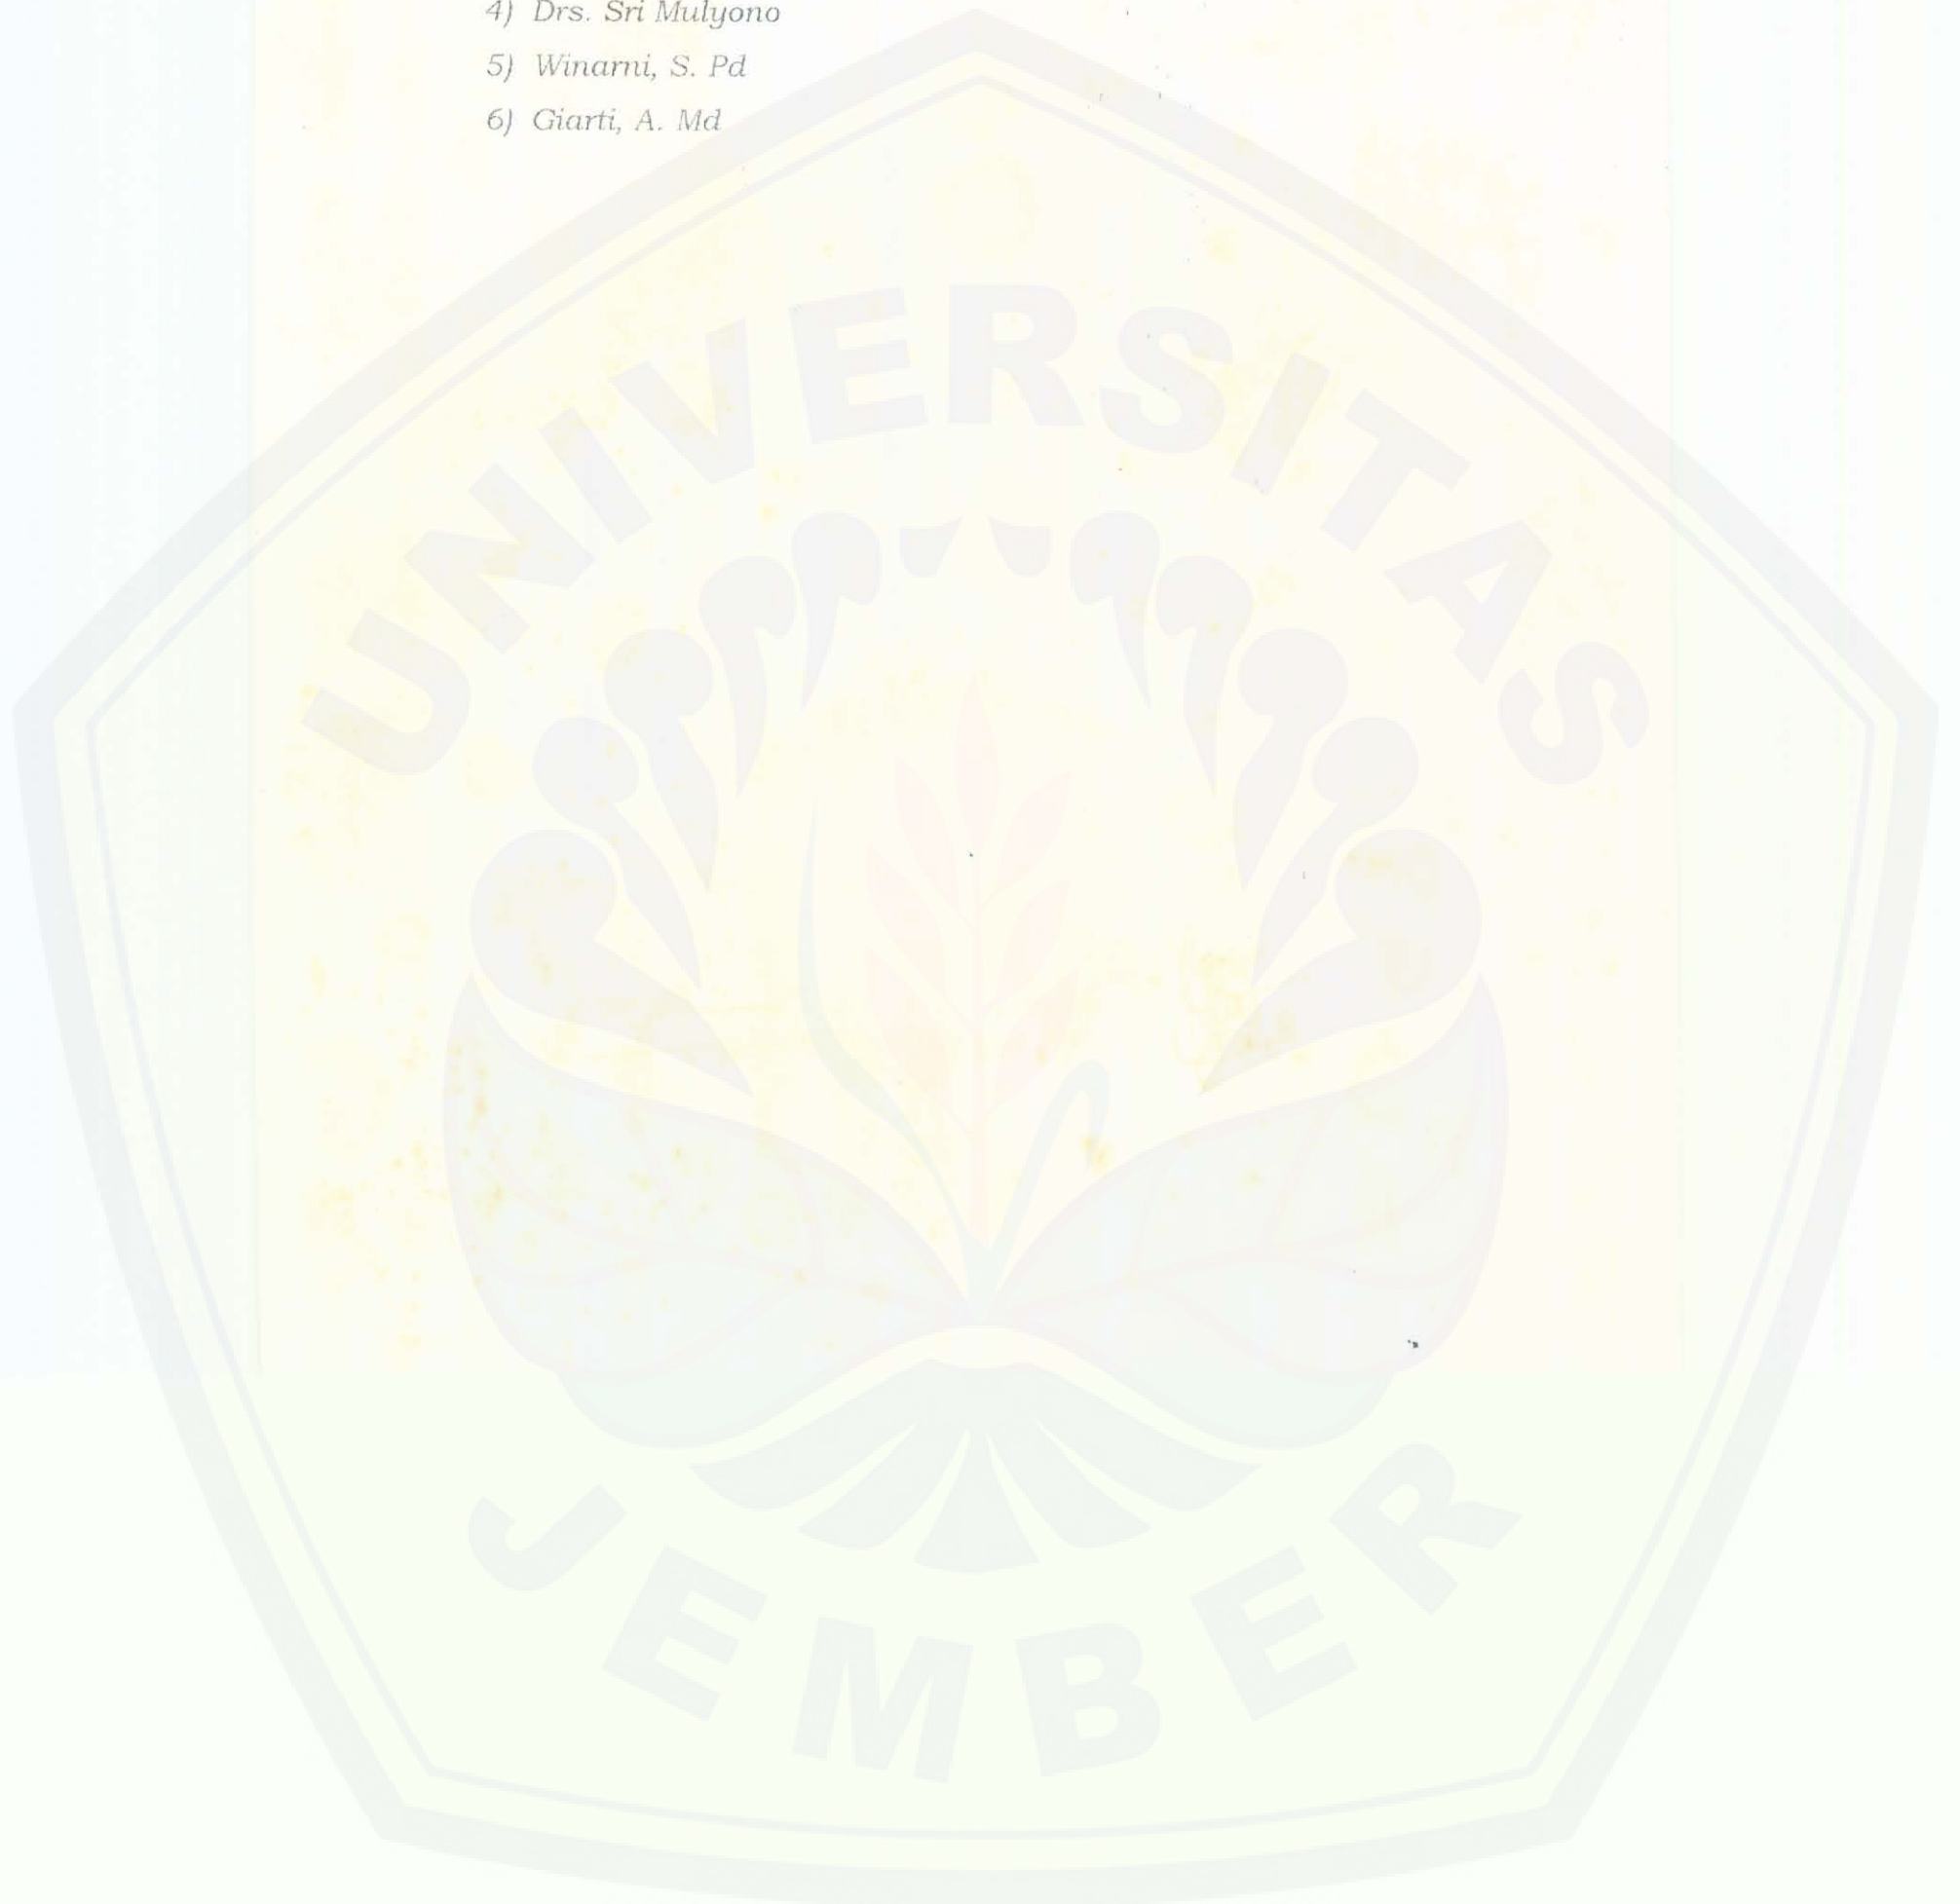 4) Drs. Sri Mulyono
5) Winarni, S. Pd
6) Giarti, A. Md
UNIVERSITAS
JEMBER